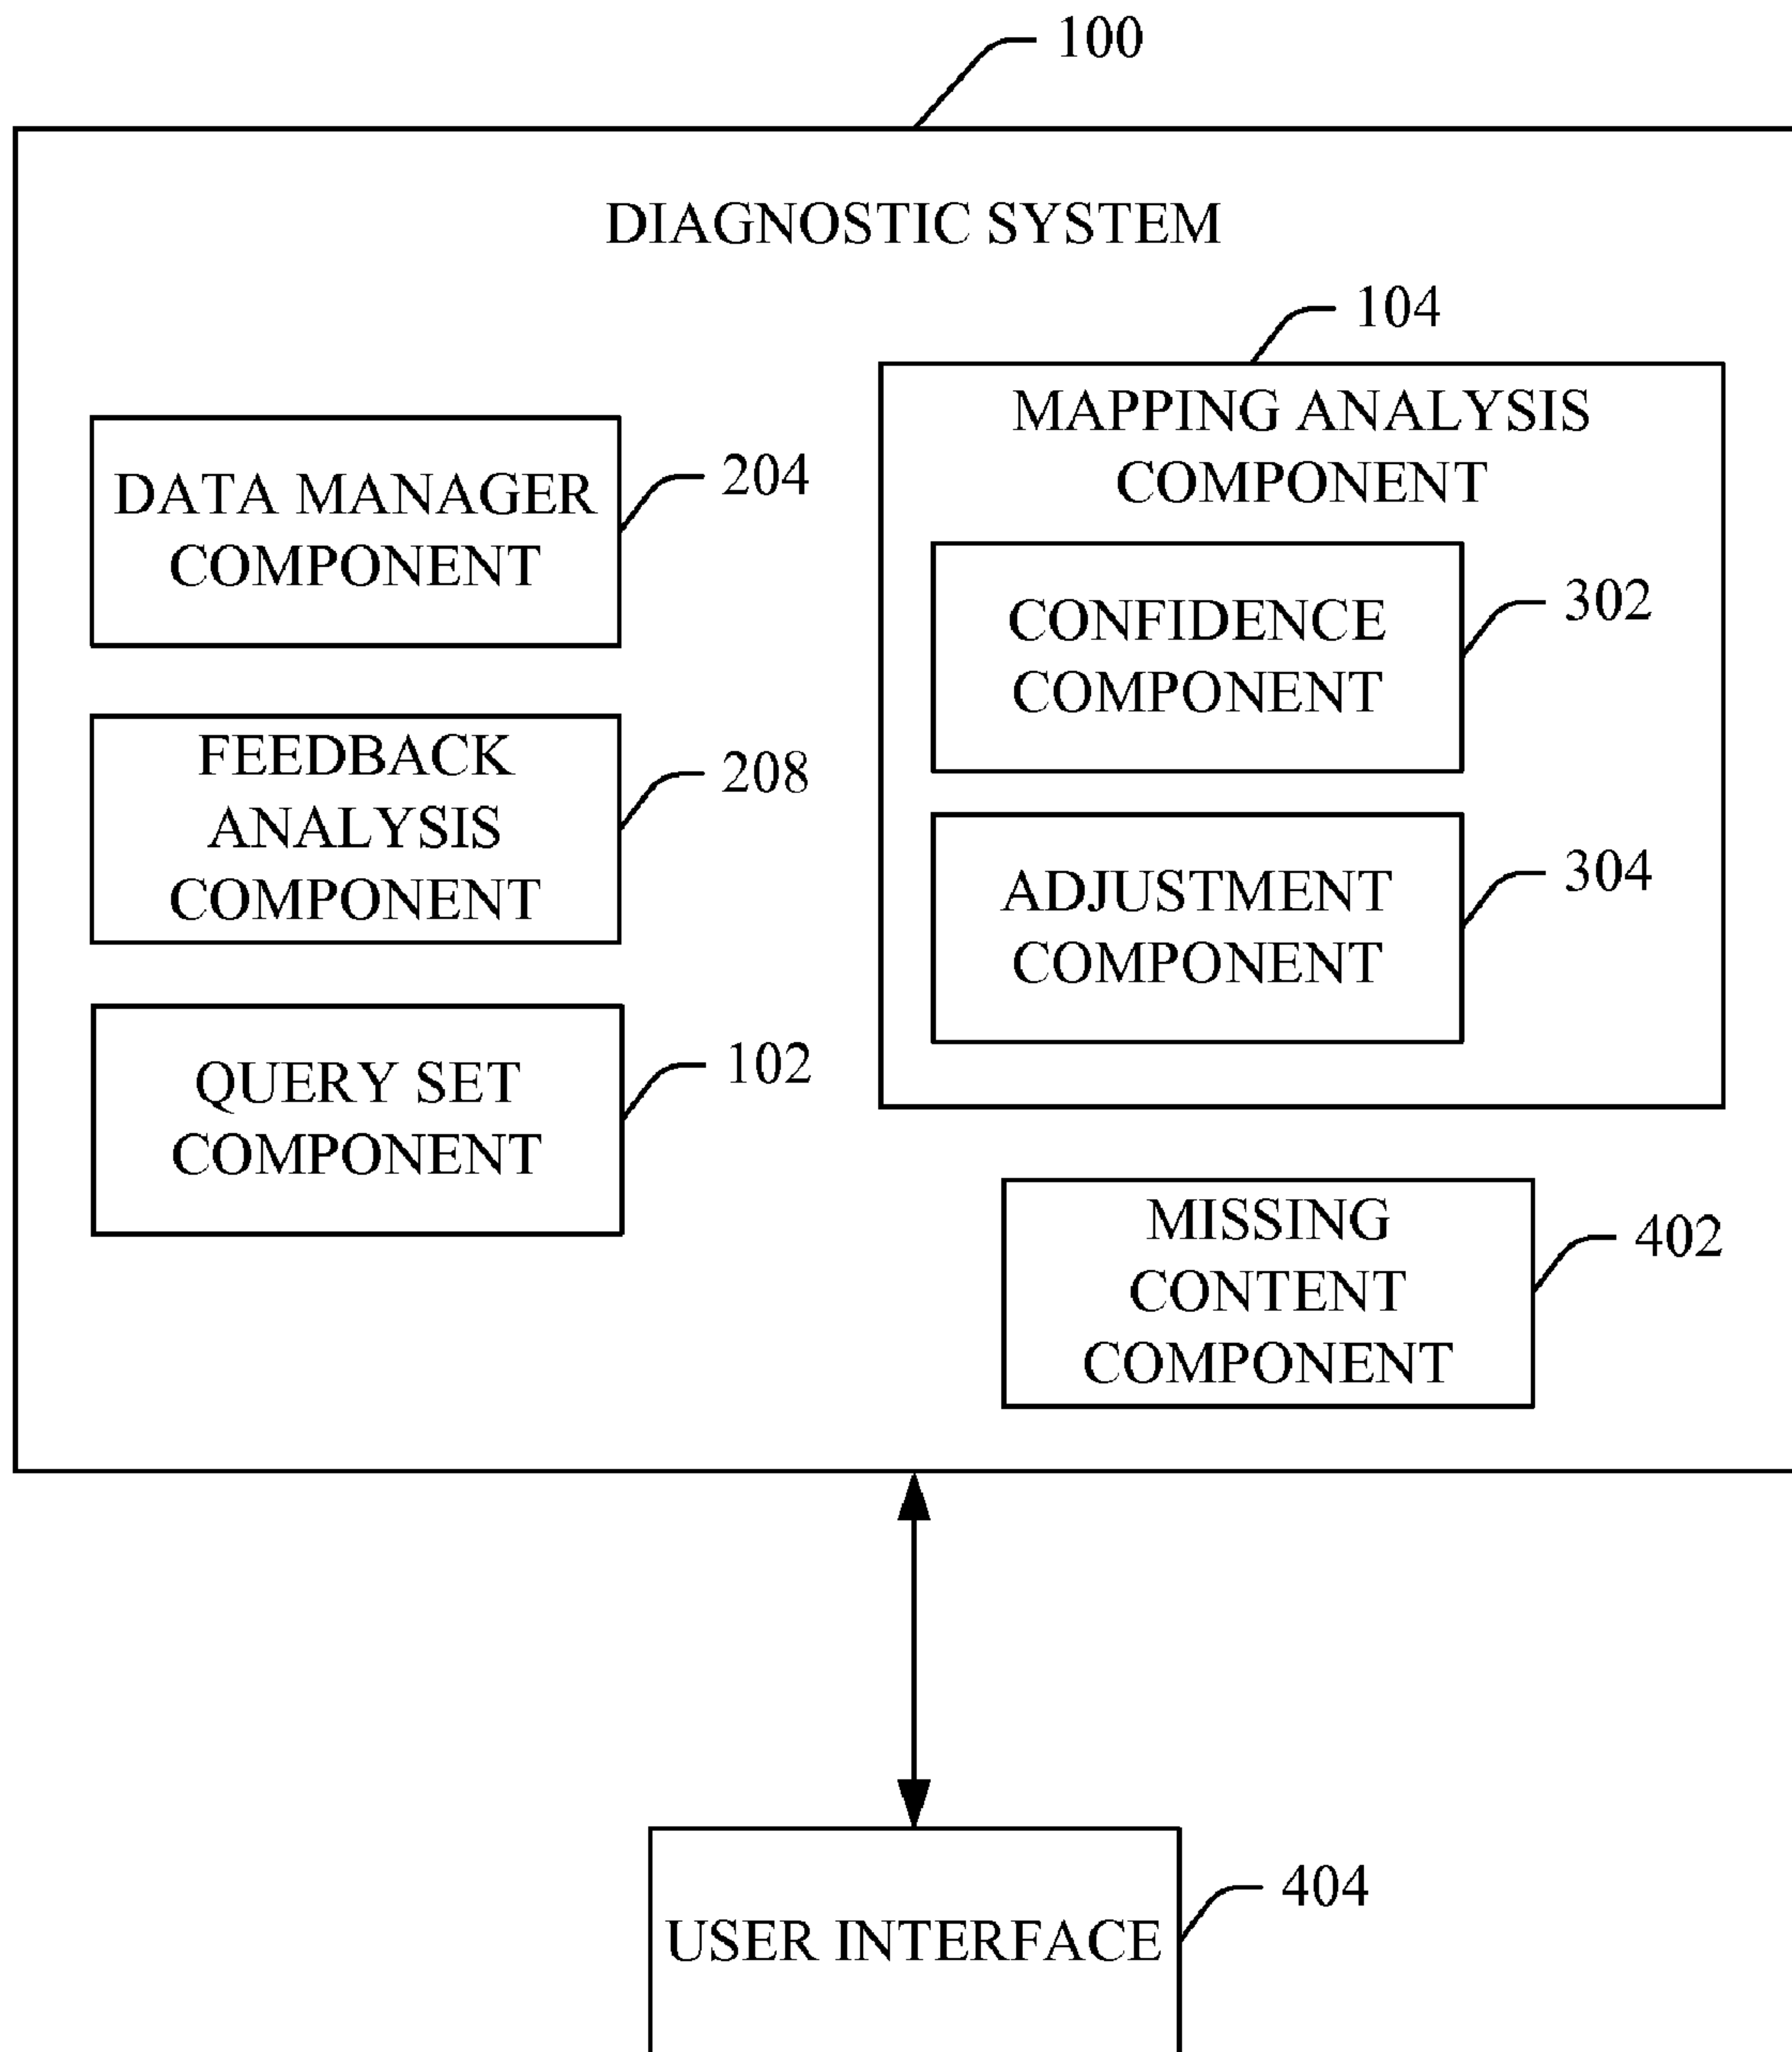 100
DIAGNOSTIC SYSTEM
104
MAPPING ANALYSIS
COMPONENT
DATA MANAGER
COMPONENT
204
CONFIDENCE
COMPONENT
302
FEEDBACK
ANALYSIS
COMPONENT
208
ADJUSTMENT
COMPONENT
304
QUERY SET
COMPONENT
102
MISSING
CONTENT
COMPONENT
402
USER INTERFACE
404